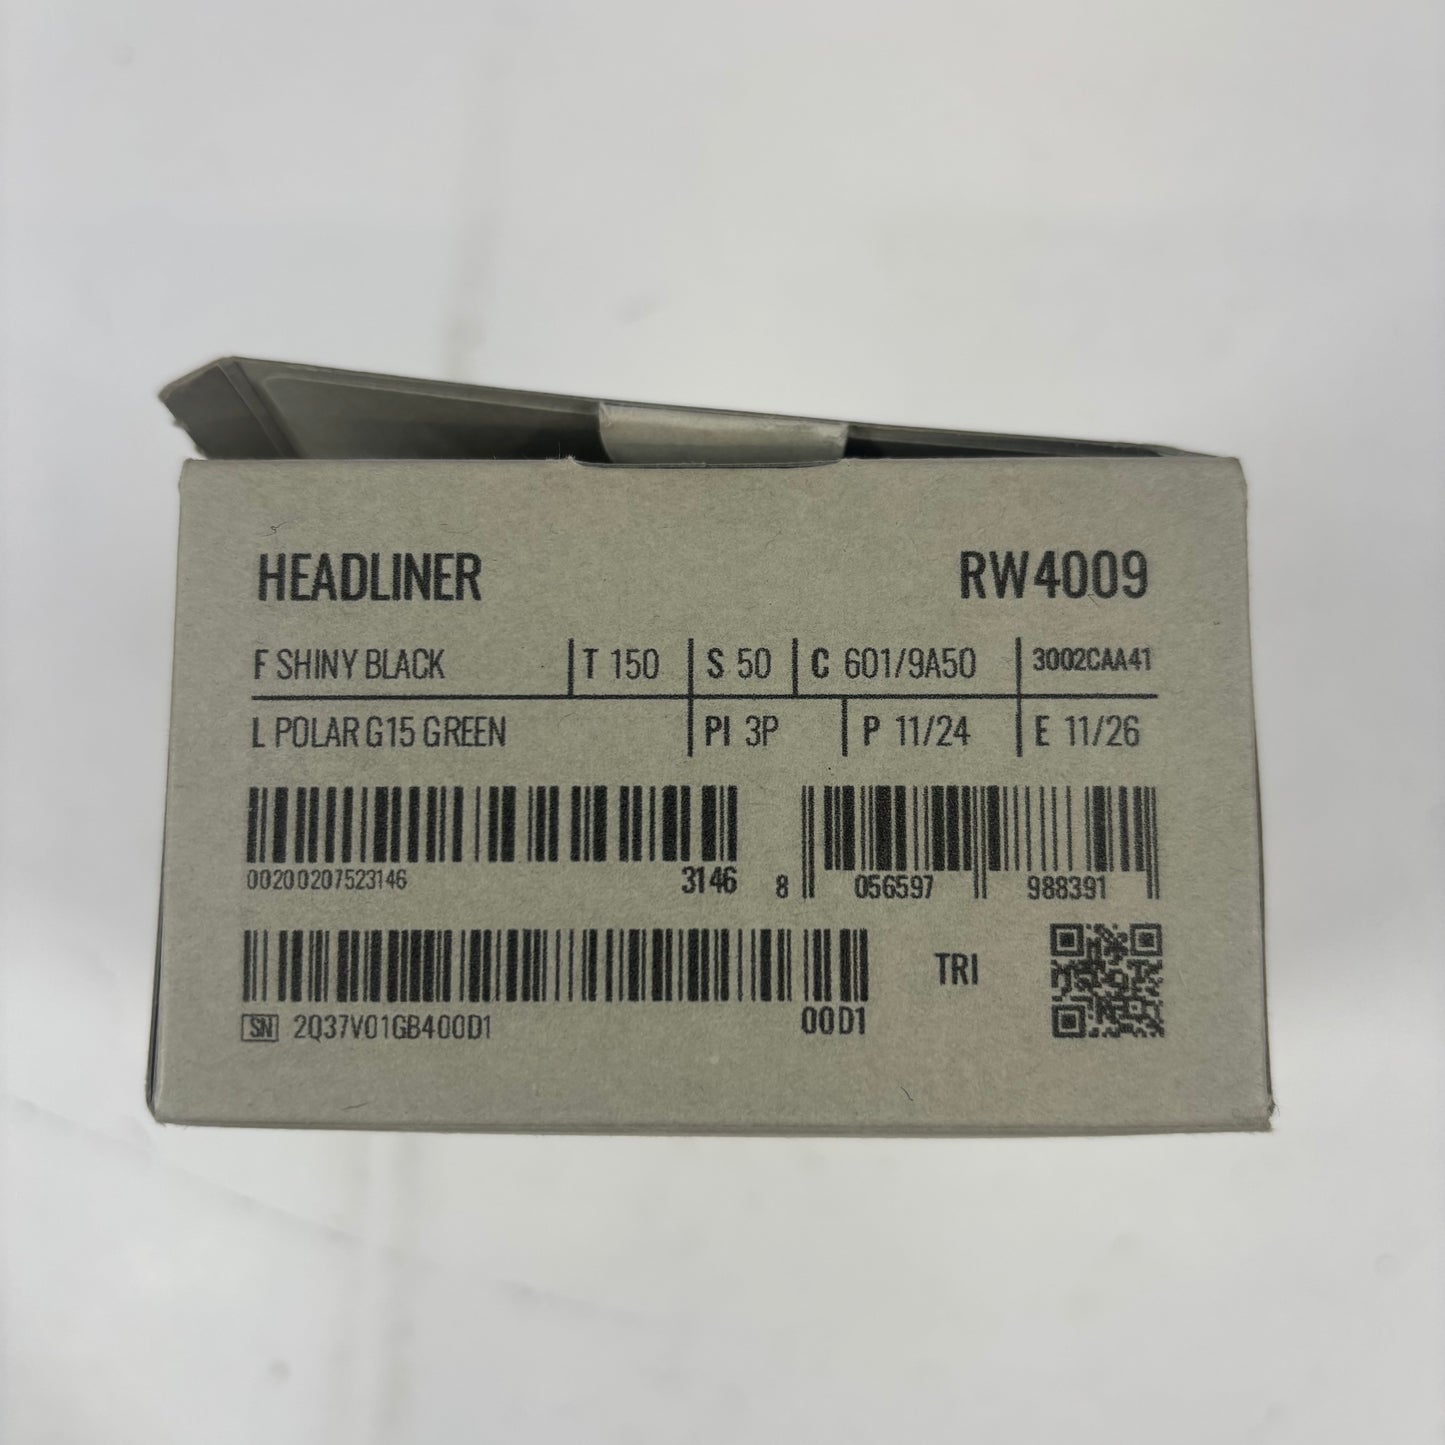 HEADLINER RW4009
F SHINY BLACK T 150 S 50 C 601/9A50 3002CAA41
L POLAR G15 GREEN PI 3P P 11/24 E 11/26
00200207523146 3146 8 056597 988391
TRI
SN 2Q37V01GB400D1 00D1